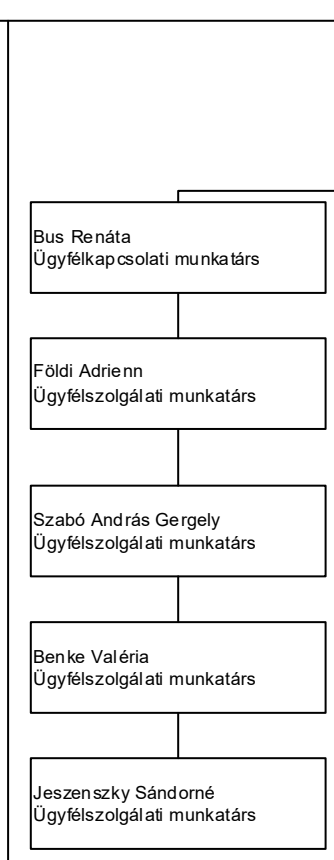 Bus Renáta
Ügyfélkapcsolati munkatárs
Földi Adrienn
Ügyfélszolgálati munkatárs
Szabó András Gergely
Ügyfélszolgálati munkatárs
Benke Valéria
Ügyfélszolgálati munkatárs
Jeszenszky Sándorné
Ügyfélszolgálati munkatárs